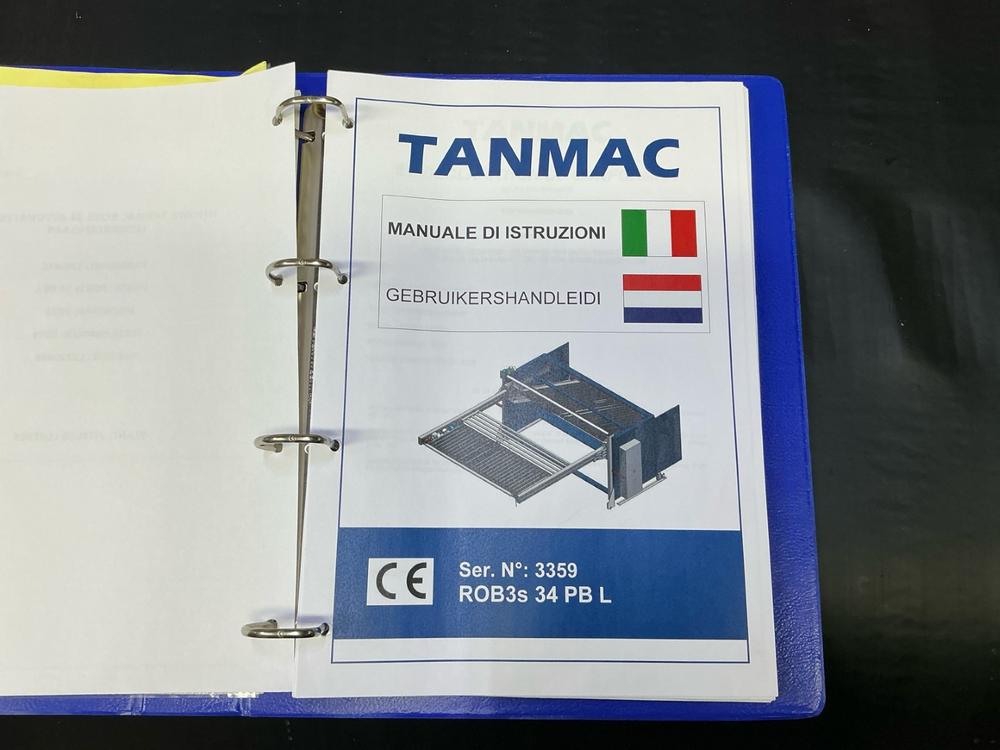 TANMAC
MANUALE DI ISTRUZIONI
GEBRUIKERSHANDLEIDI
CE
Ser. N°: 3359
ROB3s 34 PB L